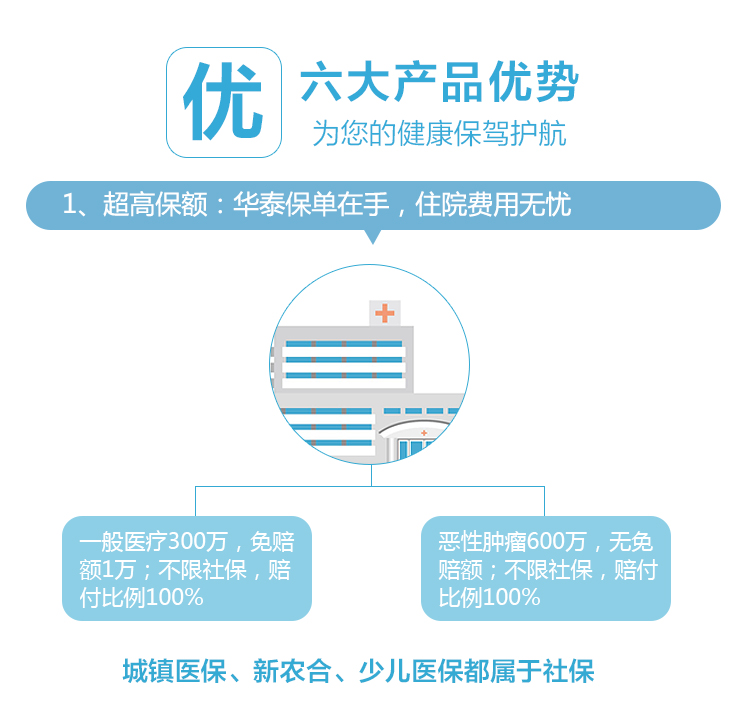 优
六大产品优势
为您的健康保驾护航
1、超高保额：华泰保单在手，住院费用无忧
一般医疗300万，免赔
额1万；不限社保，赔
付比例100%
恶性肿瘤600万，无免
赔额；不限社保，赔付
比例100%
城镇医保、新农合、少儿医保都属于社保